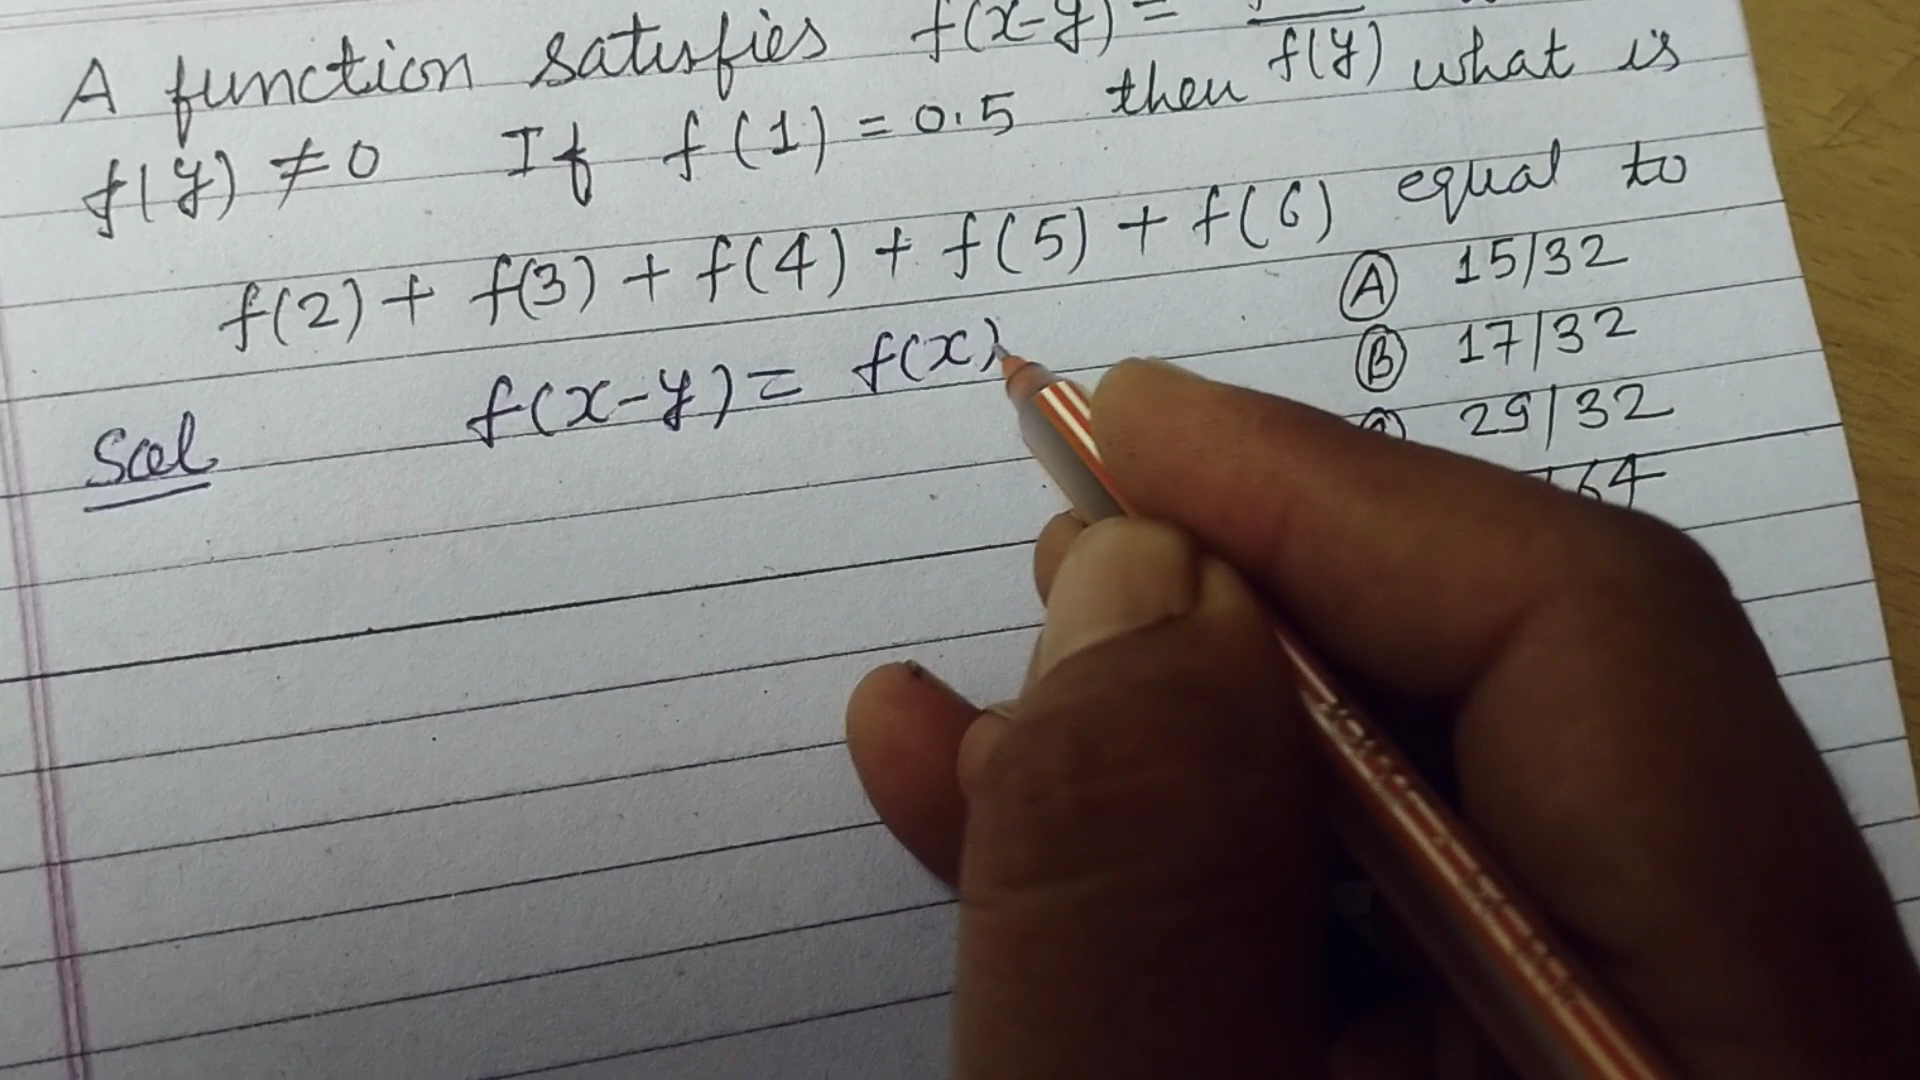 A function satisfies f(x-y) =
f(y)
f(y) ≠ 0 If f(1) = 0.5 then what is
f(2) + f(3) + f(4) + f(5) + f(6) equal to
(A) 15/32
(B) 17/32
29/32
/64
Sol f(x-y) = f(x)